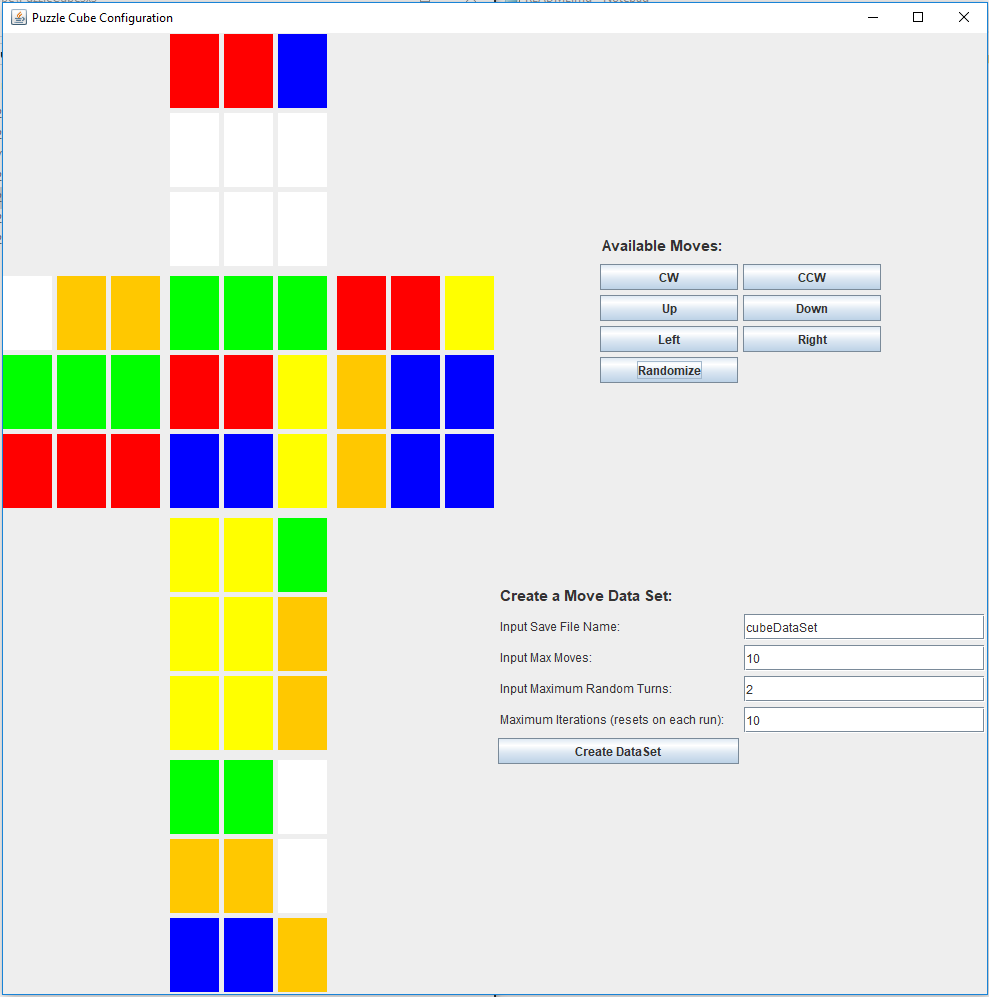 Puzzle Cube Configuration
Available Moves:
CW CCW
Up Down
Left Right
Randomize
Create a Move Data Set:
Input Save File Name: cubeDataSet
Input Max Moves: 10
Input Maximum Random Turns: 2
Maximum Iterations (resets on each run): 10
Create DataSet